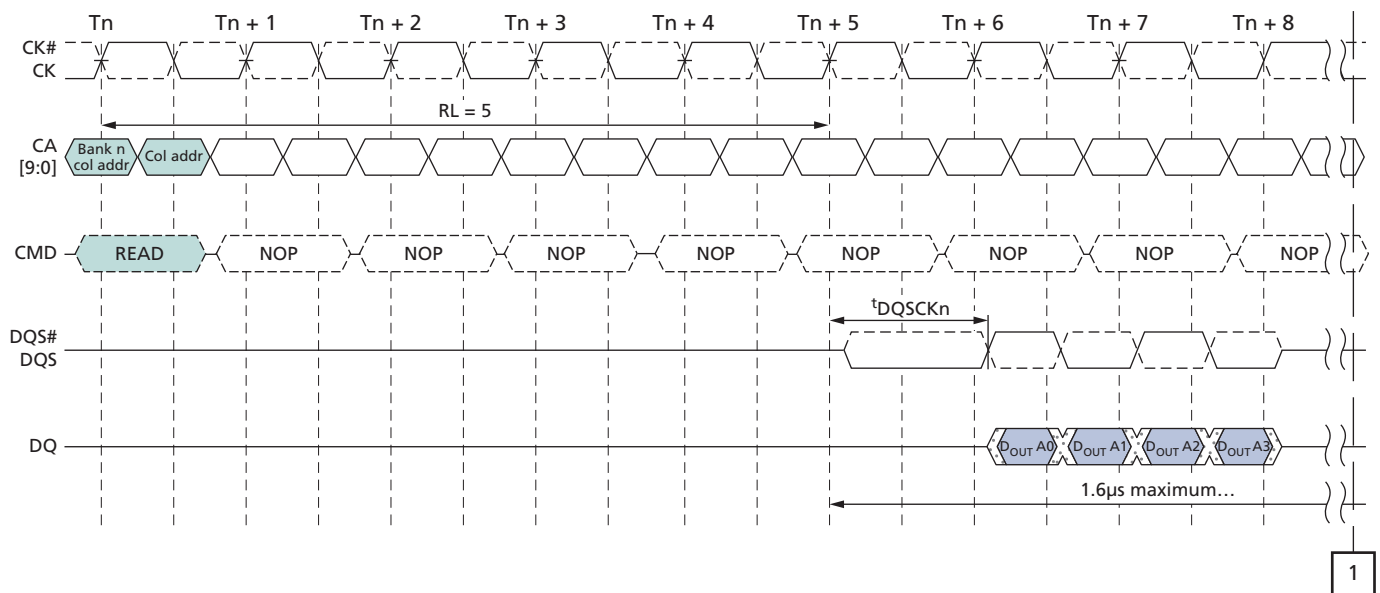 Tn Tn + 1 Tn + 2 Tn + 3 Tn + 4 Tn + 5 Tn + 6 Tn + 7 Tn + 8
CK#
CK
RL = 5
CA
[9:0]
Bank n
col addr
Col addr
CMD READ NOP NOP NOP NOP NOP NOP NOP NOP
tDQSCKn
DQS#
DQS
DQ DOUT A0 DOUT A1 DOUT A2 DOUT A3
1.6µs maximum…
1